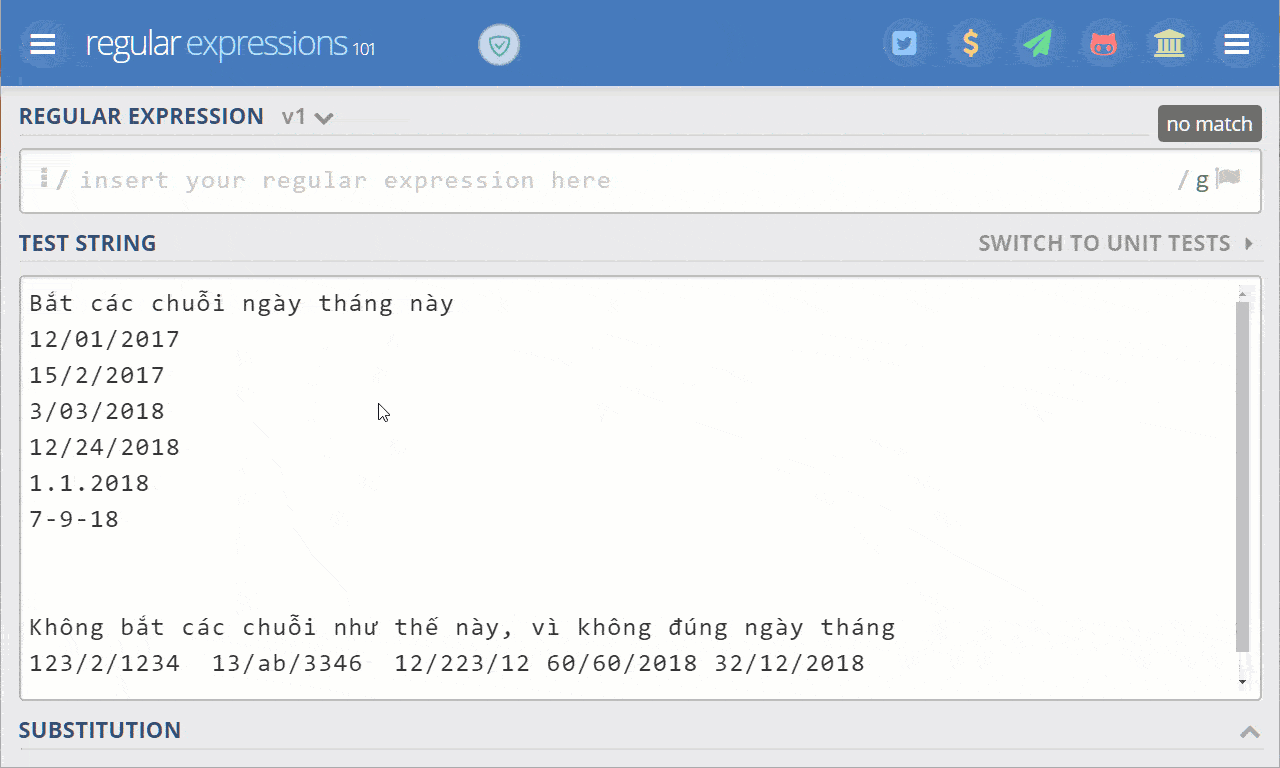 regular expressions 101
REGULAR EXPRESSION v1
no match
/ insert your regular expression here / g
TEST STRING SWITCH TO UNIT TESTS
Bắt các chuỗi ngày tháng này
12/01/2017
15/2/2017
3/03/2018
12/24/2018
1.1.2018
7-9-18
Không bắt các chuỗi như thế này, vì không đúng ngày tháng
123/2/1234 13/ab/3346 12/223/12 60/60/2018 32/12/2018
SUBSTITUTION